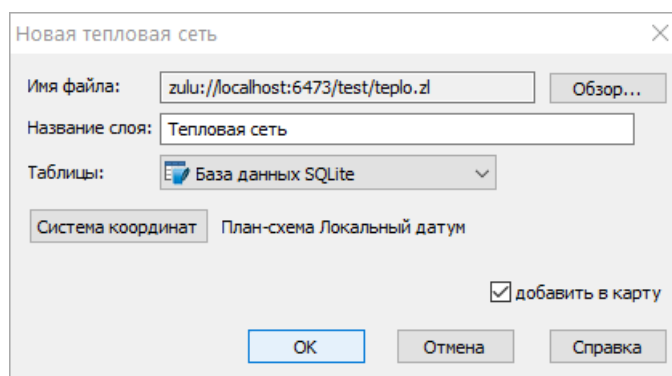 Новая тепловая сеть
Имя файла: zulu://localhost:6473/test/teplo.zl Обзор...
Название слоя: Тепловая сеть
Таблицы: База данных SQLite
Система координат План-схема Локальный датум
добавить в карту
ОК Отмена Справка